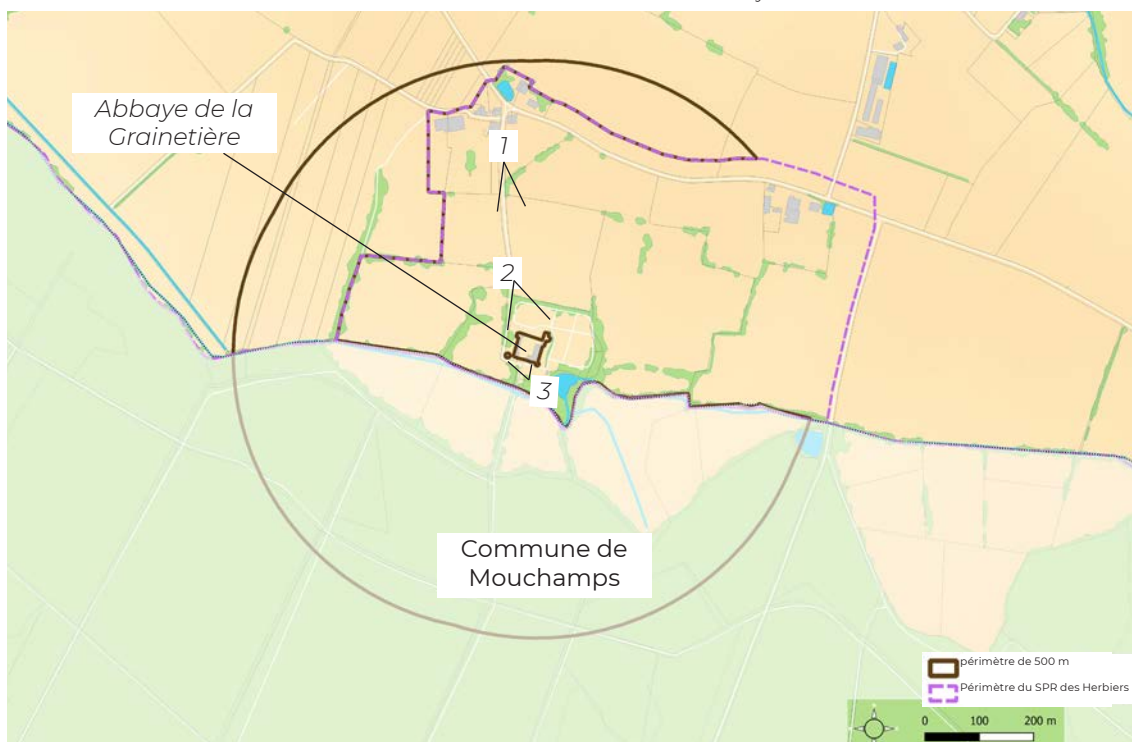 Abbaye de la
Grainetière
1
2
3
Commune de
Mouchamps
périmètre de 500 m
Périmètre du SPR des Herbiers
0 100 200 m